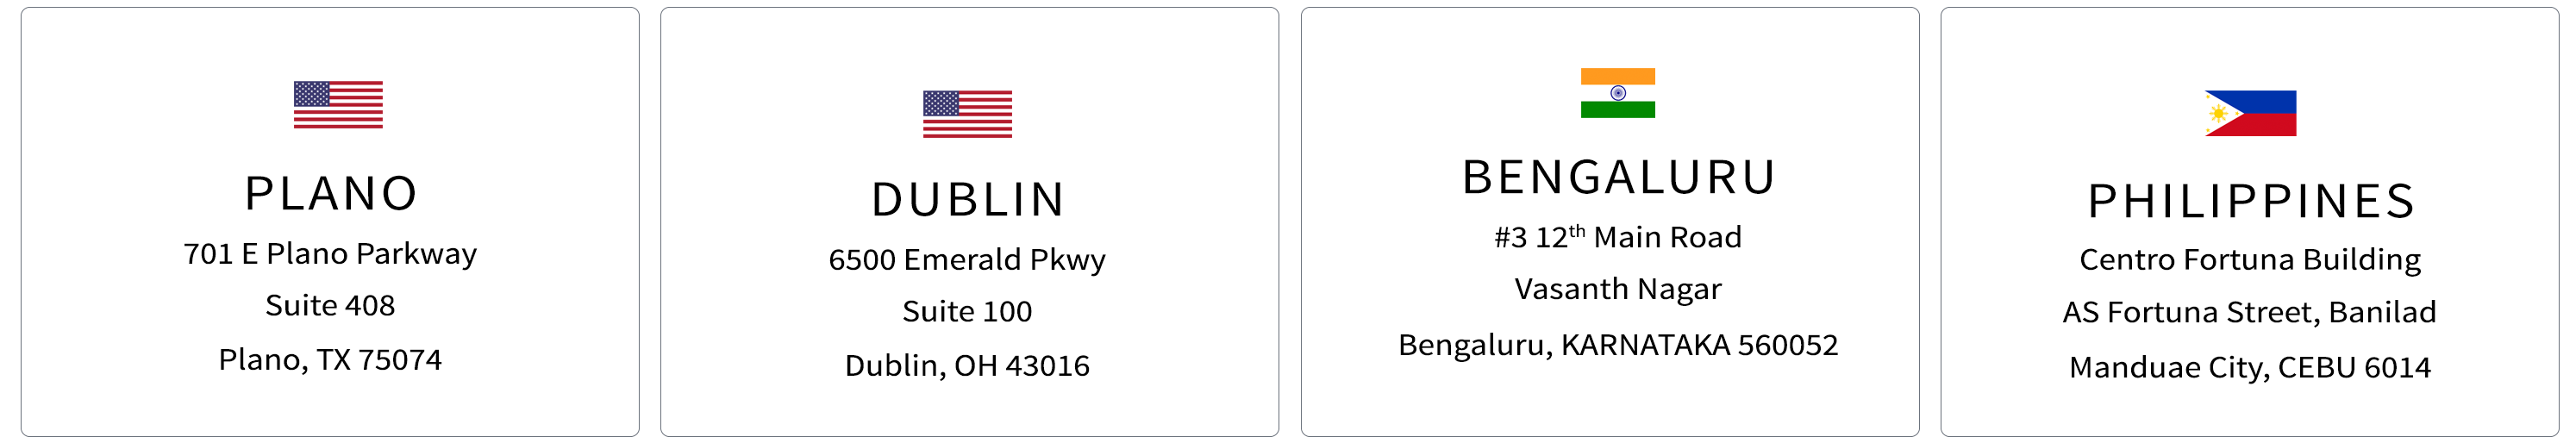 PLANO
701 E Plano Parkway
Suite 408
Plano, TX 75074
DUBLIN
6500 Emerald Pkwy
Suite 100
Dublin, OH 43016
BENGALURU
#3 12th Main Road
Vasanth Nagar
Bengaluru, KARNATAKA 560052
PHILIPPINES
Centro Fortuna Building
AS Fortuna Street, Banilad
Manduae City, CEBU 6014